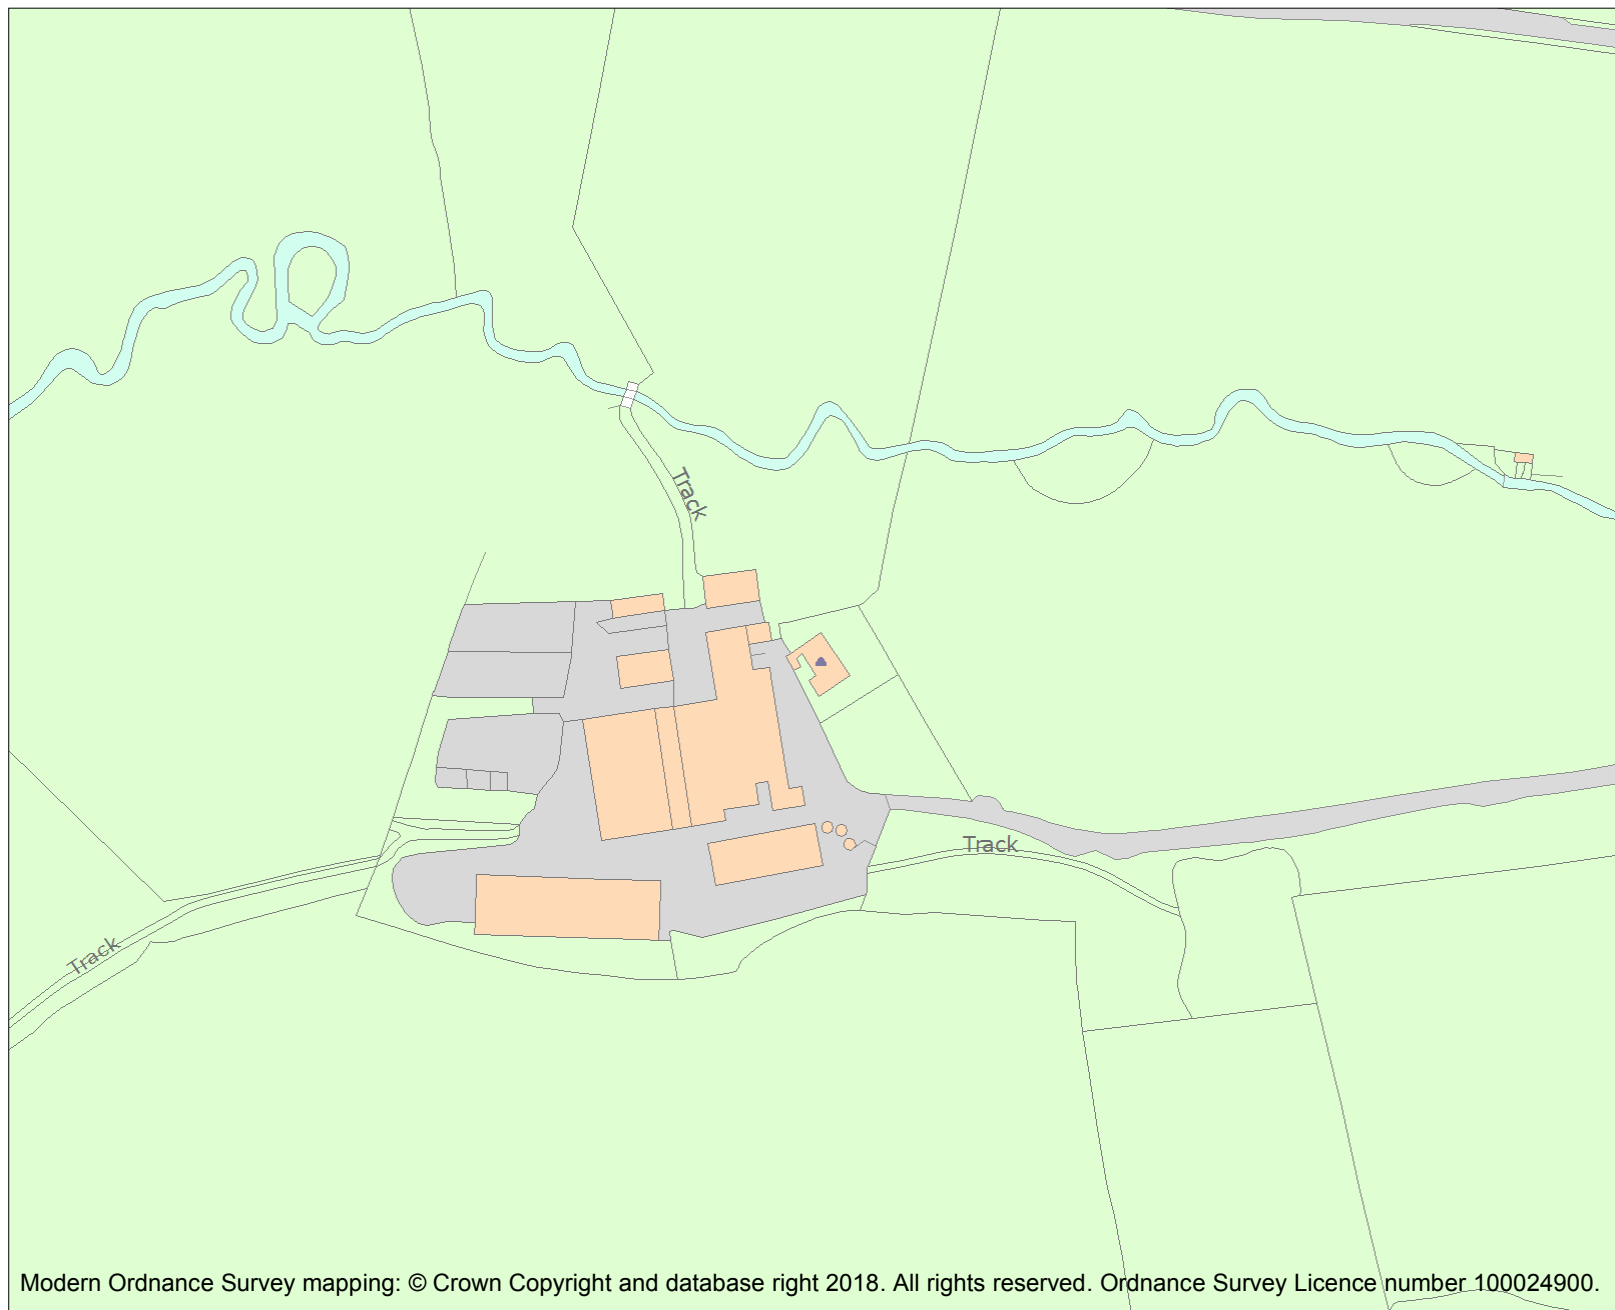 Track
Track
Track
Modern Ordnance Survey mapping: © Crown Copyright and database right 2018. All rights reserved. Ordnance Survey Licence number 100024900.